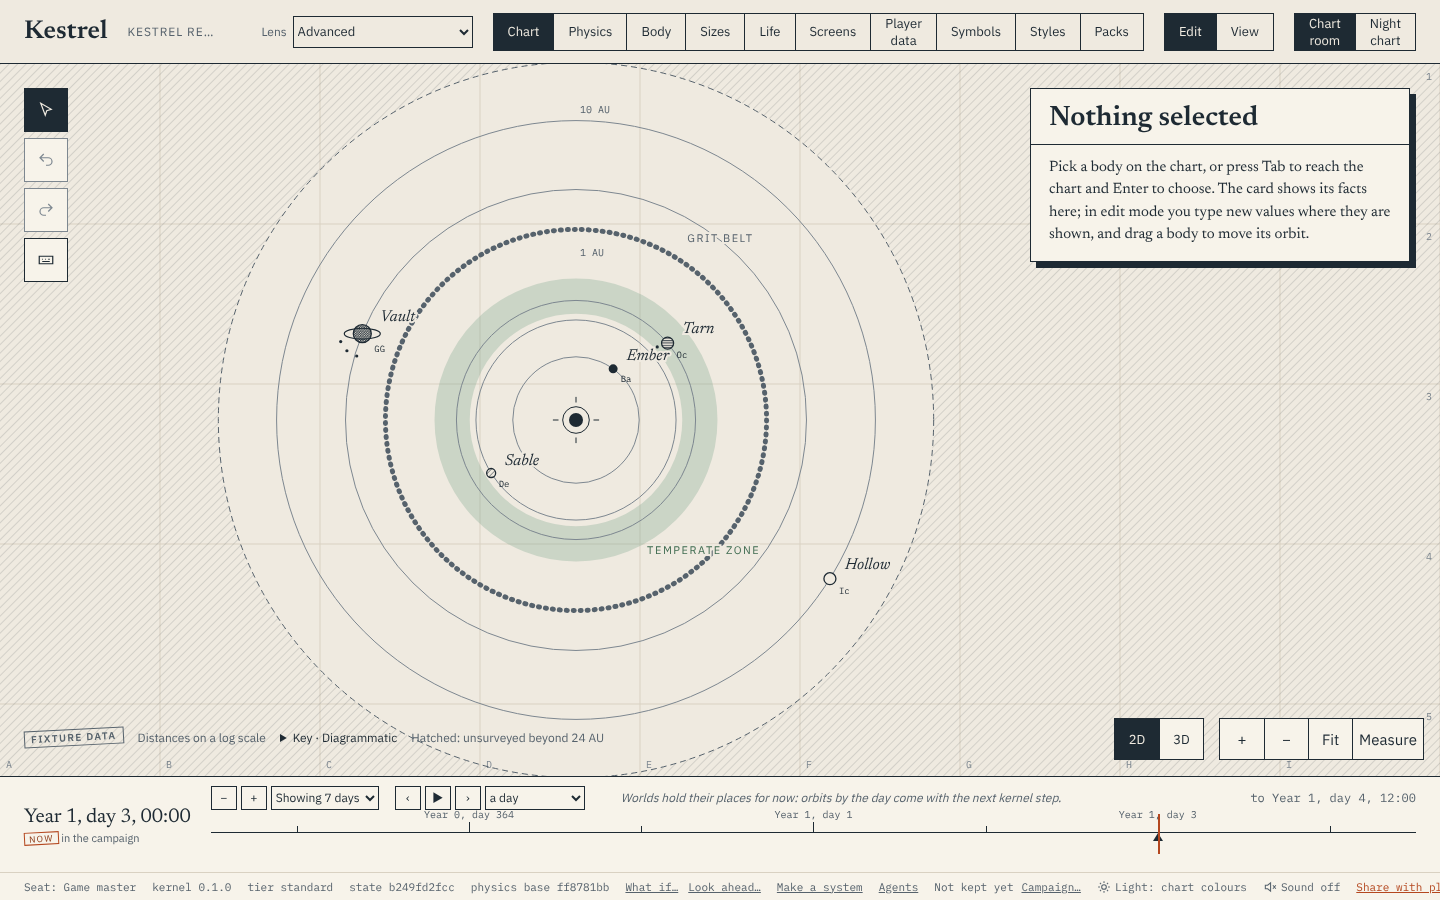 Kestrel
KESTREL RE…
Lens
Advanced
Chart
Physics
Body
Sizes
Life
Screens
Player data
Symbols
Styles
Packs
Edit
View
Chart room
Night chart
Nothing selected
Pick a body on the chart, or press Tab to reach the
chart and Enter to choose. The card shows its facts
here; in edit mode you type new values where they are
shown, and drag a body to move its orbit.
1
2
3
4
5
10 AU
GRIT BELT
1 AU
Vault
GG
Tarn
Oc
Ember
Ba
Sable
De
TEMPERATE ZONE
Hollow
Ic
FIXTURE DATA
Distances on a log scale
Key · Diagrammatic
Hatched: unsurveyed beyond 24 AU
2D
3D
+
−
Fit
Measure
A
B
C
D
E
F
G
H
I
Year 1, day 3, 00:00
NOW in the campaign
−
+
Showing 7 days
‹
▶
›
a day
Worlds hold their places for now: orbits by the day come with the next kernel step.
to Year 1, day 4, 12:00
Year 0, day 364
Year 1, day 1
Year 1, day 3
Seat: Game master
kernel 0.1.0
tier standard
state b249fd2fcc
physics base ff8781bb
What if…
Look ahead…
Make a system
Agents
Not kept yet
Campaign…
Light: chart colours
Sound off
Share with pl